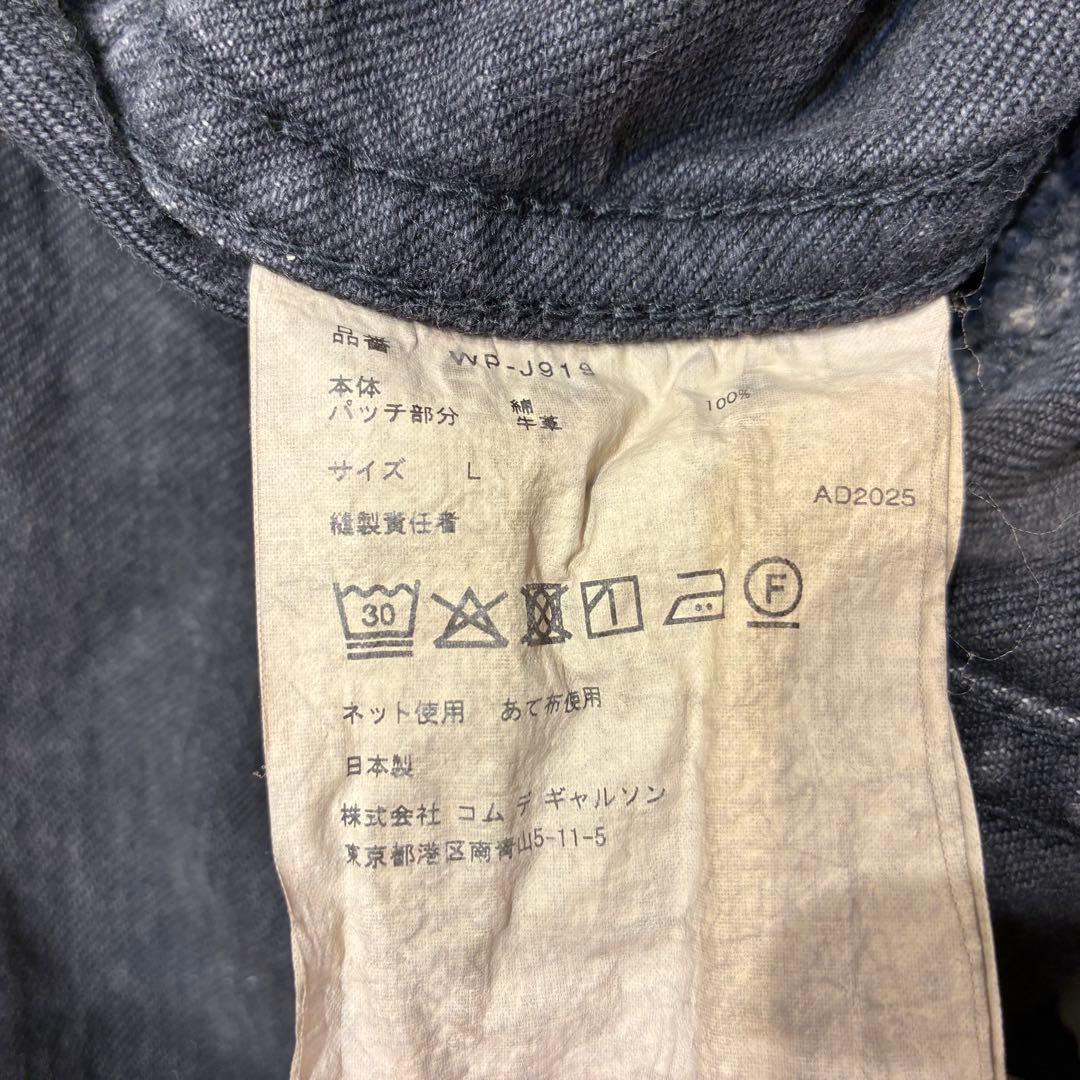 品番 WP-J919
本体 綿 100%
パッチ部分 牛革
サイズ L
AD2025
縫製責任者
30 F
ネット使用 あて布使用
日本製
株式会社 コム デ ギャルソン
東京都港区南青山5-11-5